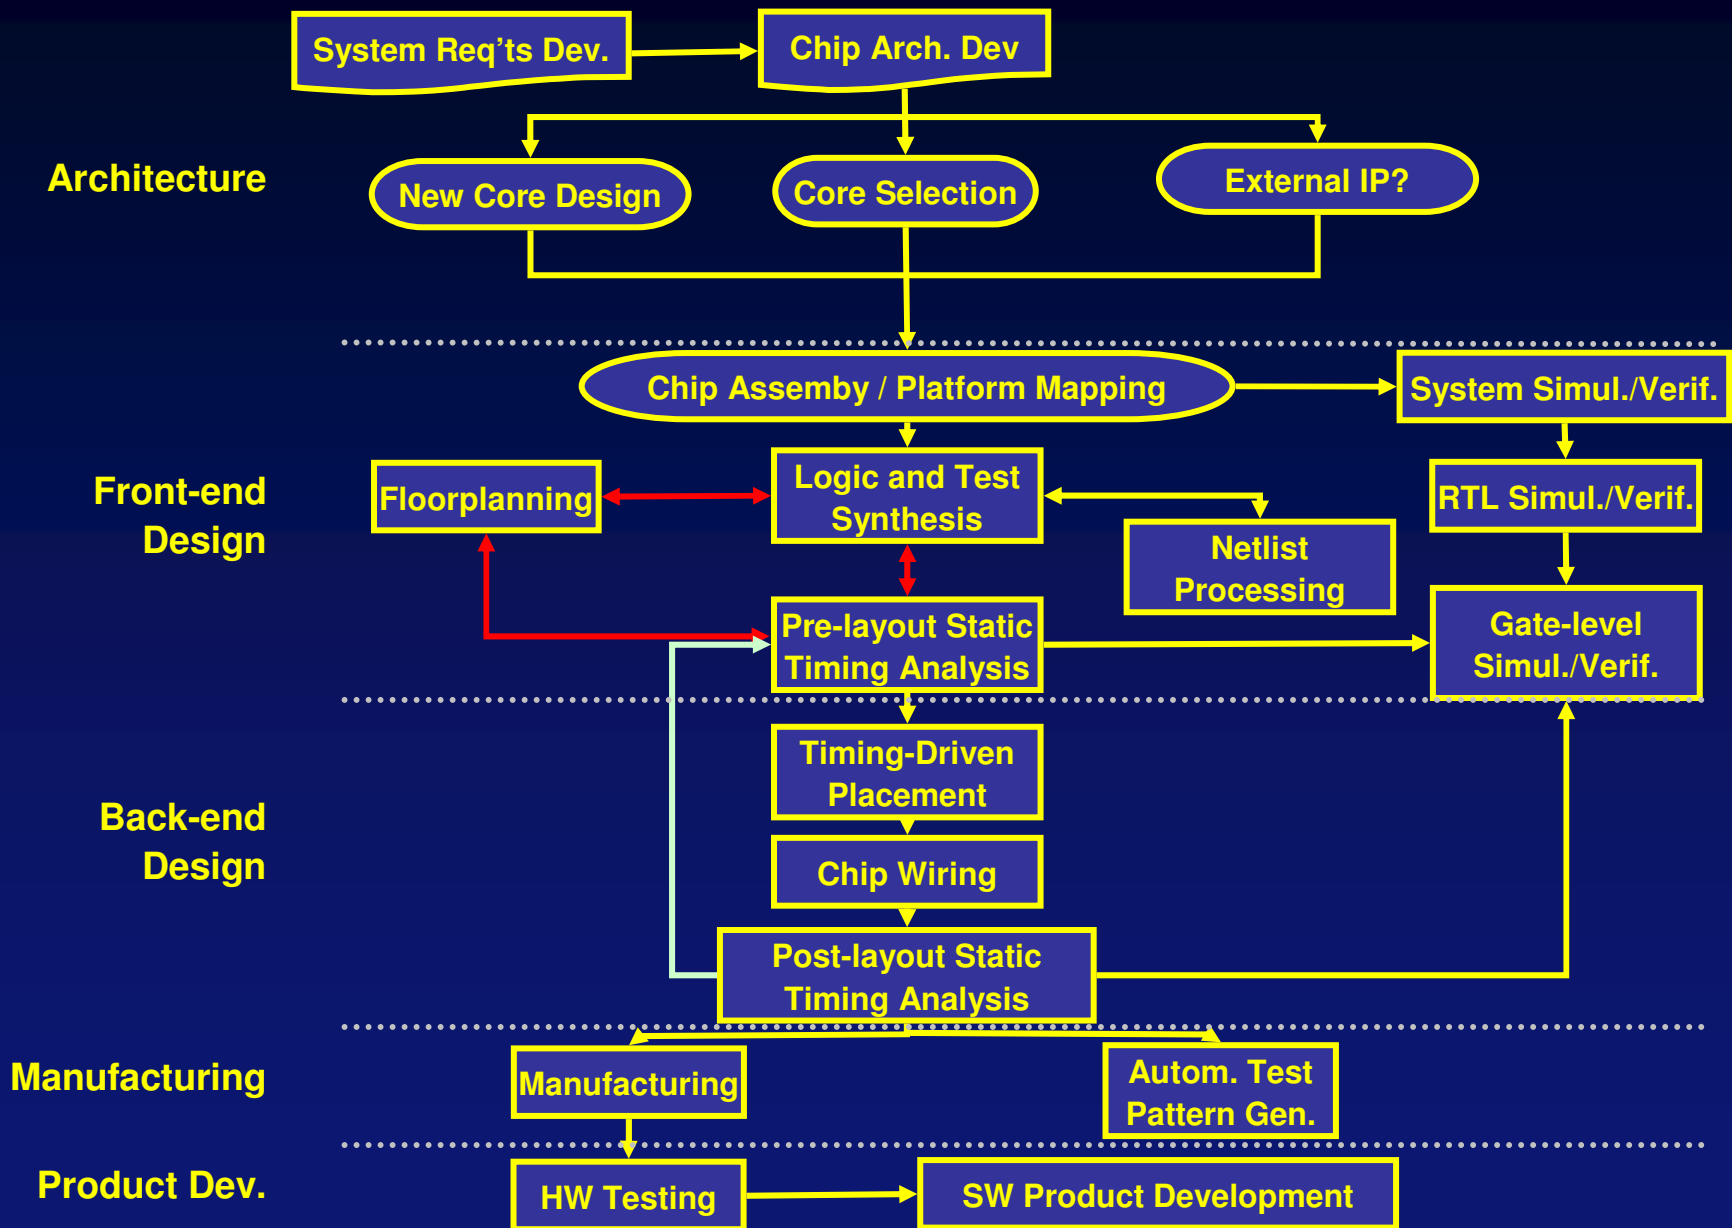 System Req'ts Dev.
Chip Arch. Dev
Architecture
New Core Design
Core Selection
External IP?
Chip Assemby / Platform Mapping
System Simul./Verif.
Front-end
Design
Floorplanning
Logic and Test
Synthesis
RTL Simul./Verif.
Netlist
Processing
Pre-layout Static
Timing Analysis
Gate-level
Simul./Verif.
Back-end
Design
Timing-Driven
Placement
Chip Wiring
Post-layout Static
Timing Analysis
Manufacturing
Manufacturing
Autom. Test
Pattern Gen.
Product Dev.
HW Testing
SW Product Development